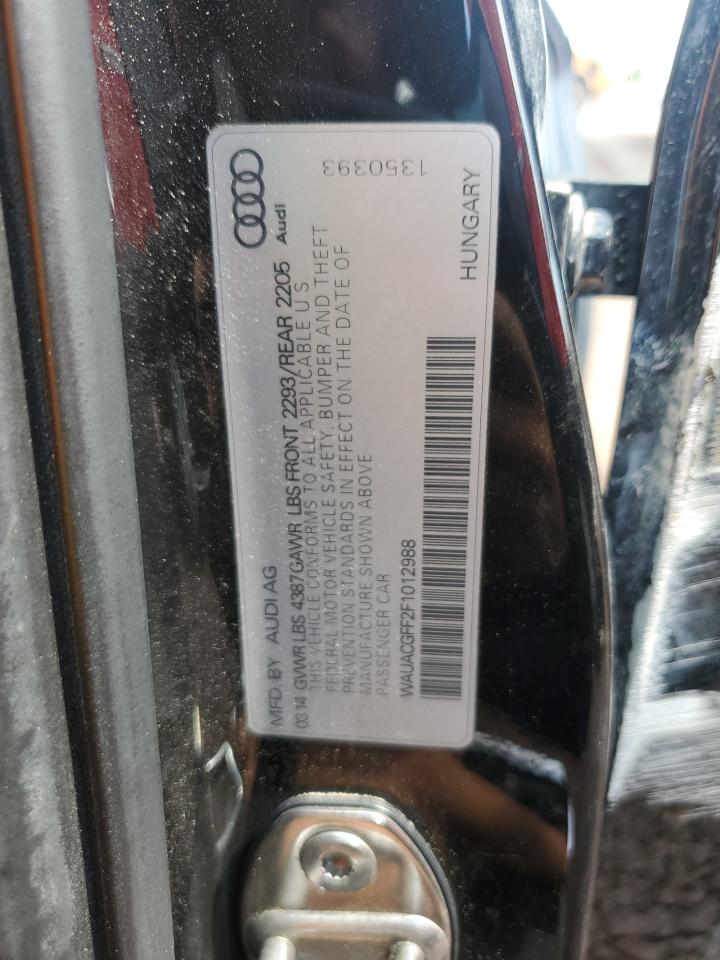 MFD. BY AUDI AG
03 14 GVWR LBS 4387 GAWR LBS FRONT 2293/REAR 2205
THIS VEHICLE CONFORMS TO ALL APPLICABLE U.S
FEDERAL MOTOR VEHICLE SAFETY, BUMPER AND THEFT
PREVENTION STANDARDS IN EFFECT ON THE DATE OF
MANUFACTURE SHOWN ABOVE
PASSENGER CAR
WAUACGFF2F1012988
Audi
1350393
HUNGARY